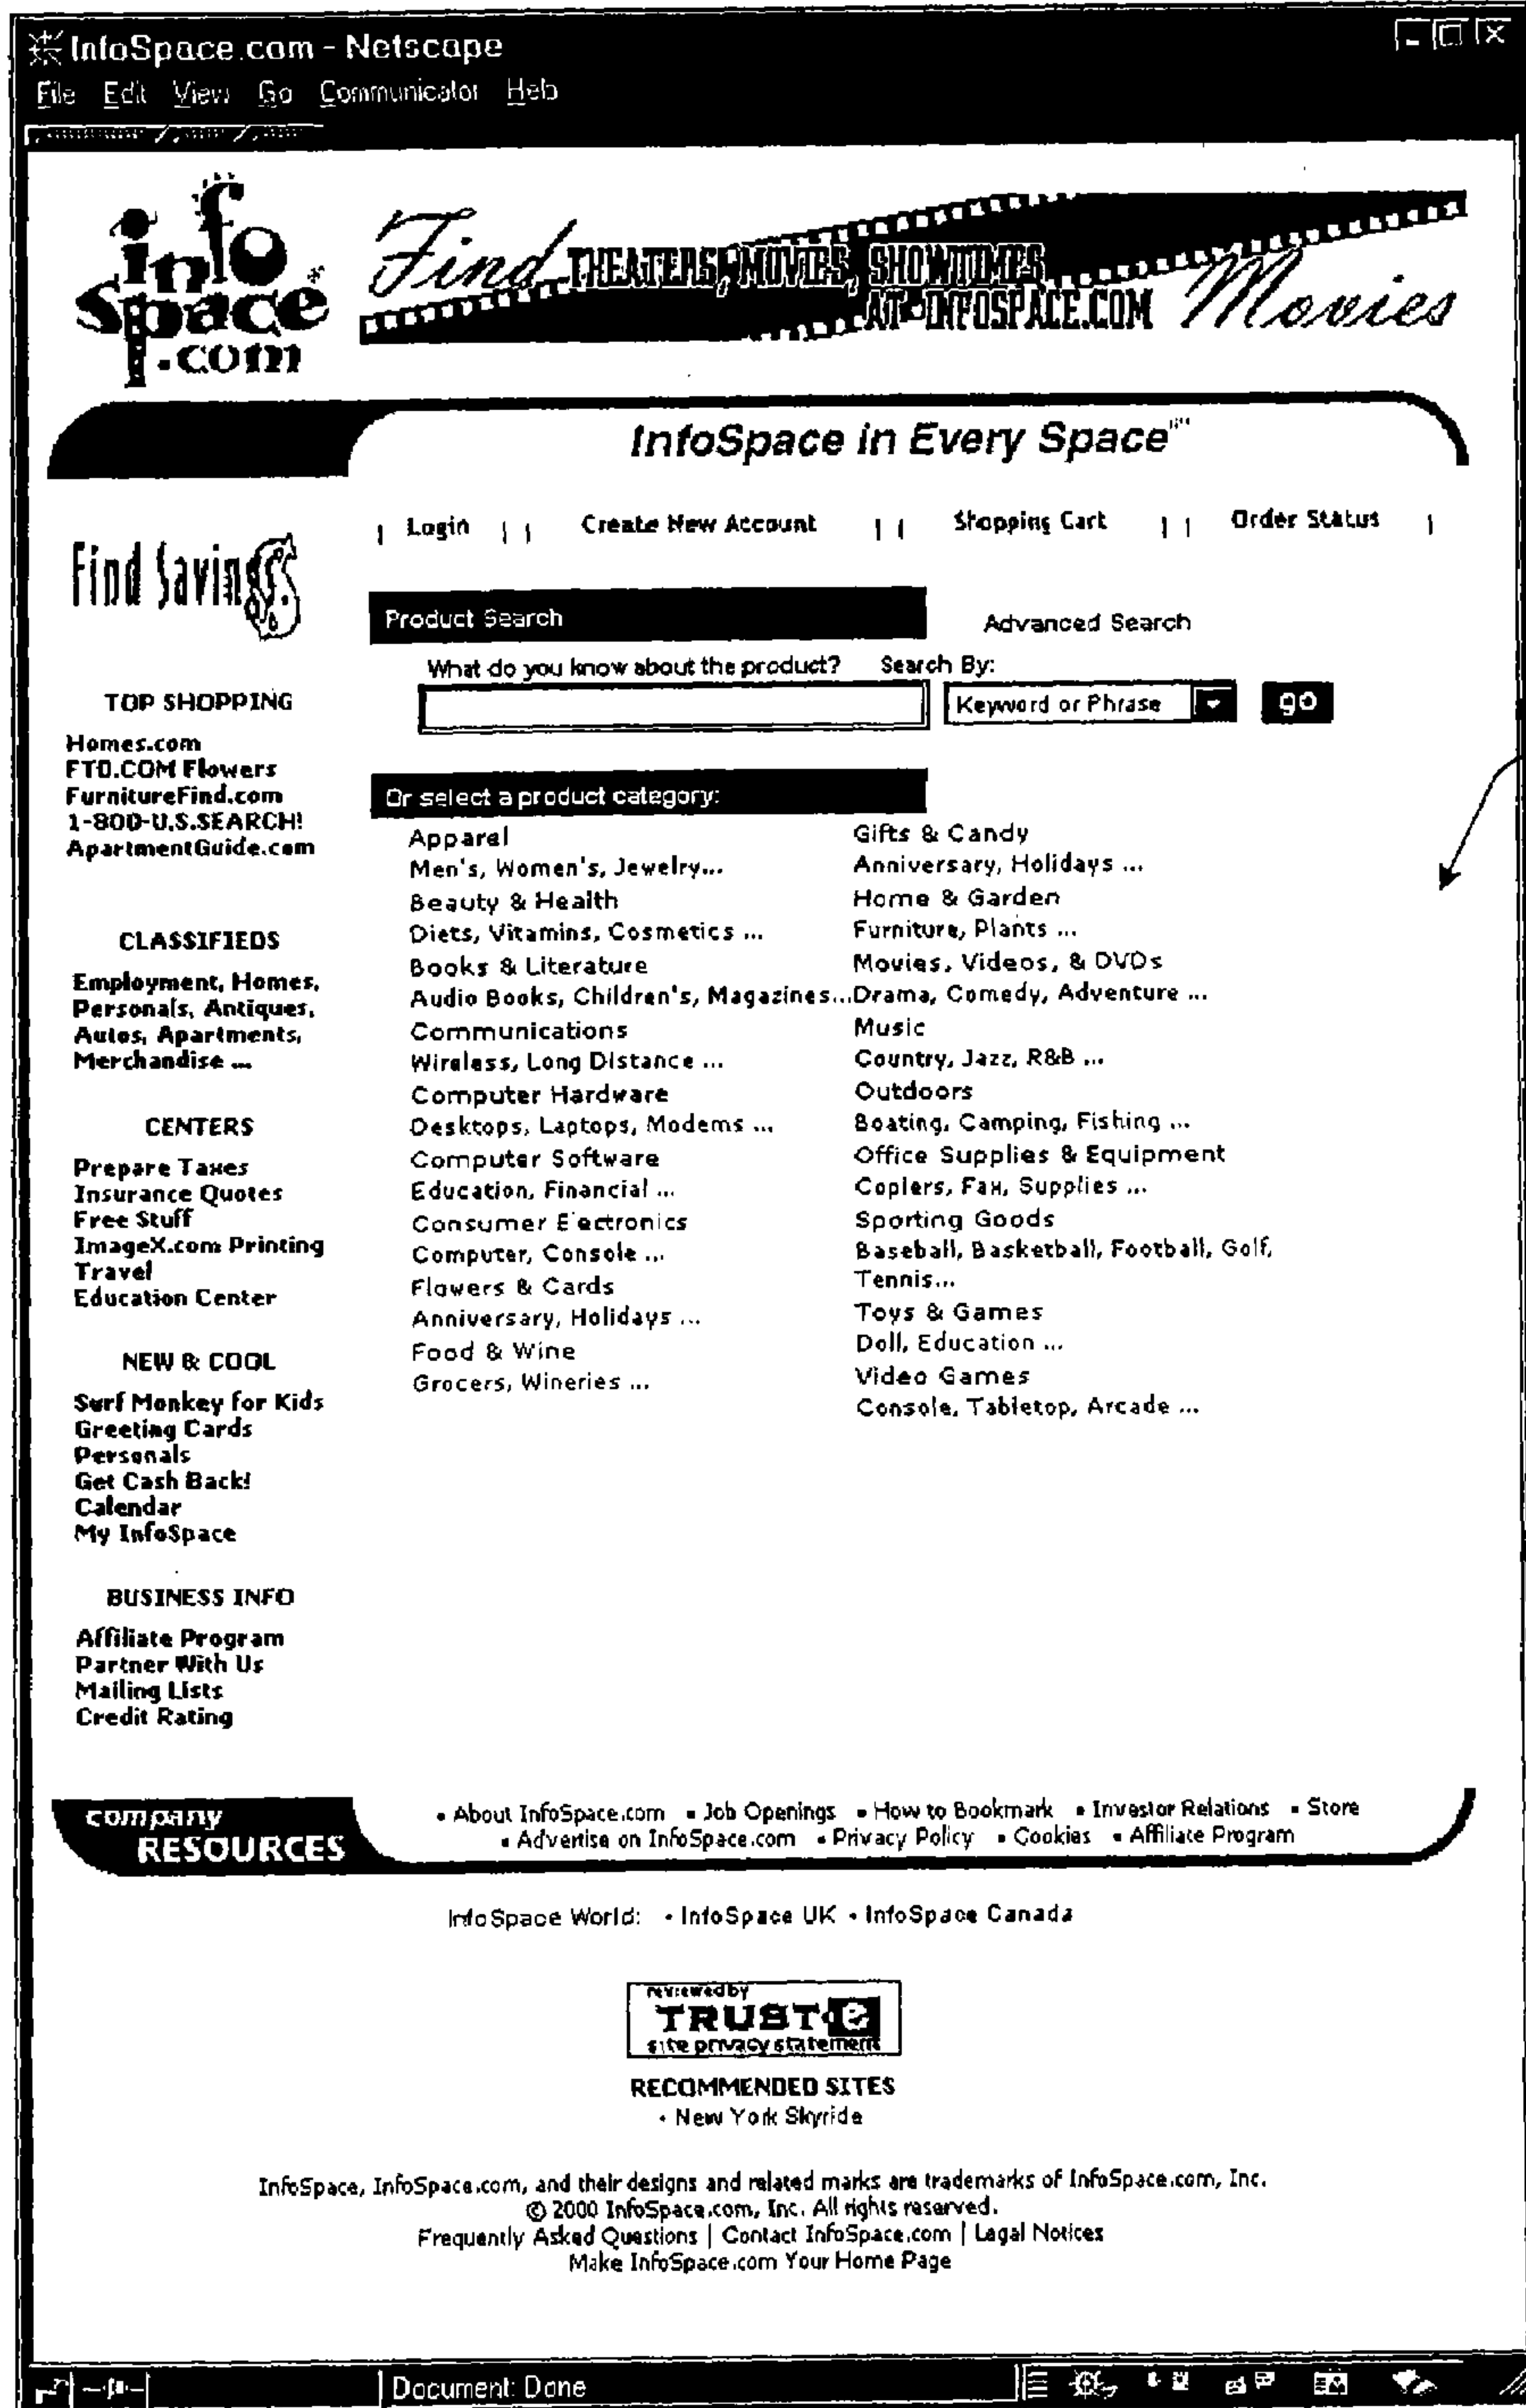 InfoSpace.com - Netscape
File Edit View Go Communicator Help
info
space
.com
Find THEATERS, MOVIES, SHOWTIMES
AT INFOSPACE.COM Movies
InfoSpace in Every Space
Find Savings
| Login | | Create New Account | | Shopping Cart | | Order Status |
Product Search
Advanced Search
What do you know about the product? Search By:
Keyword or Phrase go
TOP SHOPPING
Homes.com
FTD.COM Flowers
FurnitureFind.com
1-800-U.S.SEARCH!
ApartmentGuide.com
CLASSIFIEDS
Employment, Homes,
Personals, Antiques,
Autos, Apartments,
Merchandise ...
CENTERS
Prepare Taxes
Insurance Quotes
Free Stuff
ImageX.com Printing
Travel
Education Center
NEW & COOL
Surf Monkey for Kids
Greeting Cards
Personals
Get Cash Back!
Calendar
My InfoSpace
BUSINESS INFO
Affiliate Program
Partner With Us
Mailing Lists
Credit Rating
Or select a product category:
Apparel
Men's, Women's, Jewelry...
Beauty & Health
Diets, Vitamins, Cosmetics ...
Books & Literature
Audio Books, Children's, Magazines...
Communications
Wireless, Long Distance ...
Computer Hardware
Desktops, Laptops, Modems ...
Computer Software
Education, Financial ...
Consumer Electronics
Computer, Console ...
Flowers & Cards
Anniversary, Holidays ...
Food & Wine
Grocers, Wineries ...
Gifts & Candy
Anniversary, Holidays ...
Home & Garden
Furniture, Plants ...
Movies, Videos, & DVDs
Drama, Comedy, Adventure ...
Music
Country, Jazz, R&B ...
Outdoors
Boating, Camping, Fishing ...
Office Supplies & Equipment
Copiers, Fax, Supplies ...
Sporting Goods
Baseball, Basketball, Football, Golf,
Tennis...
Toys & Games
Doll, Education ...
Video Games
Console, Tabletop, Arcade ...
company
RESOURCES
• About InfoSpace.com • Job Openings • How to Bookmark • Investor Relations • Store
• Advertise on InfoSpace.com • Privacy Policy • Cookies • Affiliate Program
InfoSpace World: • InfoSpace UK • InfoSpace Canada
reviewed by
TRUSTe
site privacy statement
RECOMMENDED SITES
• New York Skyride
InfoSpace, InfoSpace.com, and their designs and related marks are trademarks of InfoSpace.com, Inc.
© 2000 InfoSpace.com, Inc. All rights reserved.
Frequently Asked Questions | Contact InfoSpace.com | Legal Notices
Make InfoSpace.com Your Home Page
Document: Done